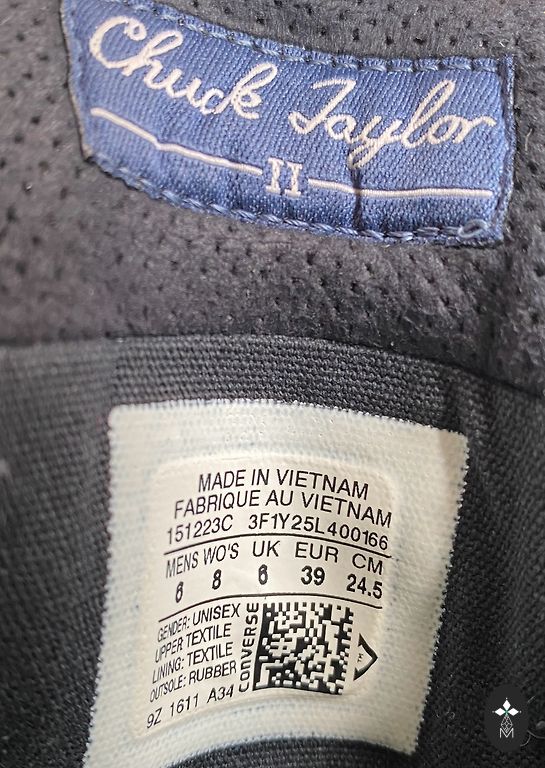 Chuck Taylor
II
MADE IN VIETNAM
FABRIQUE AU VIETNAM
151223C 3F1Y25L400166
MENS WO'S UK EUR CM
6 8 6 39 24.5
GENDER: UNISEX
UPPER TEXTILE
LINING: TEXTILE
OUTSOLE: RUBBER
CONVERSE
9Z 1611 A34
M